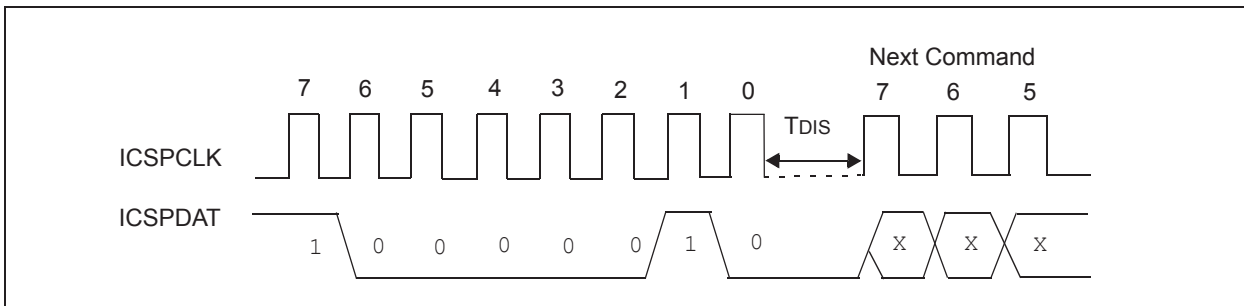 Next Command
7 6 5 4 3 2 1 0 7 6 5
TDIS
ICSPCLK
ICSPDAT
1 0 0 0 0 0 1 0 X X X